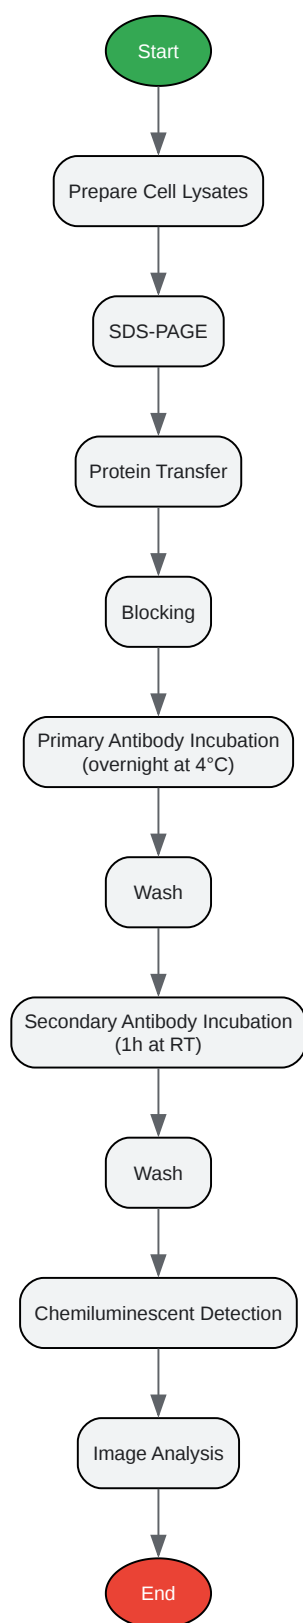 Start
Prepare Cell Lysates
SDS-PAGE
Protein Transfer
Blocking
Primary Antibody Incubation
(overnight at 4°C)
Wash
Secondary Antibody Incubation
(1h at RT)
Wash
Chemiluminescent Detection
Image Analysis
End